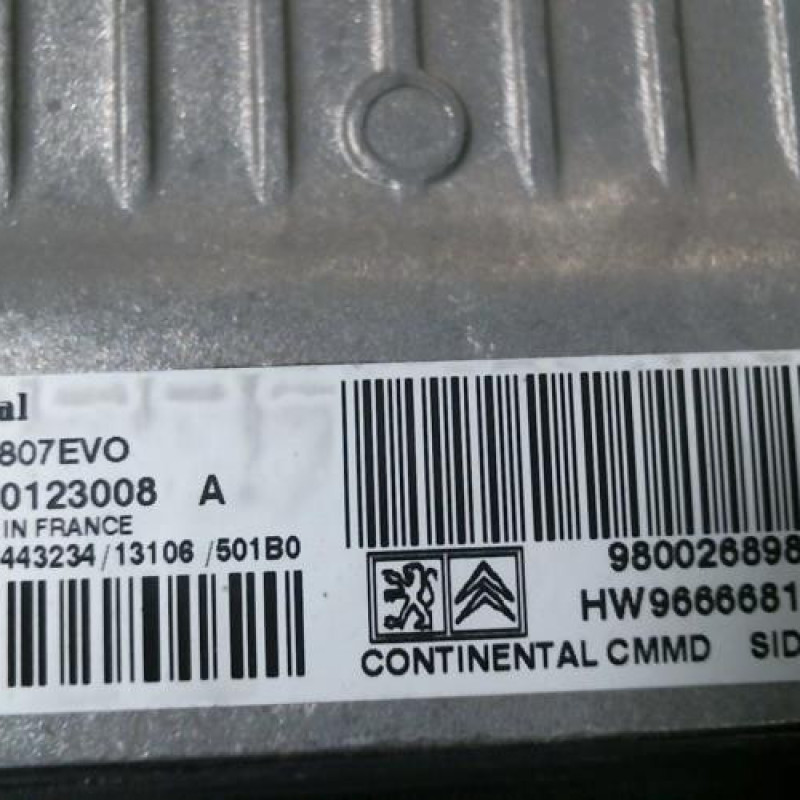 al
807EVO
0123008 A
IN FRANCE
443234/13106/501B0
980026898
HW9666681
CONTINENTAL CMMD SID